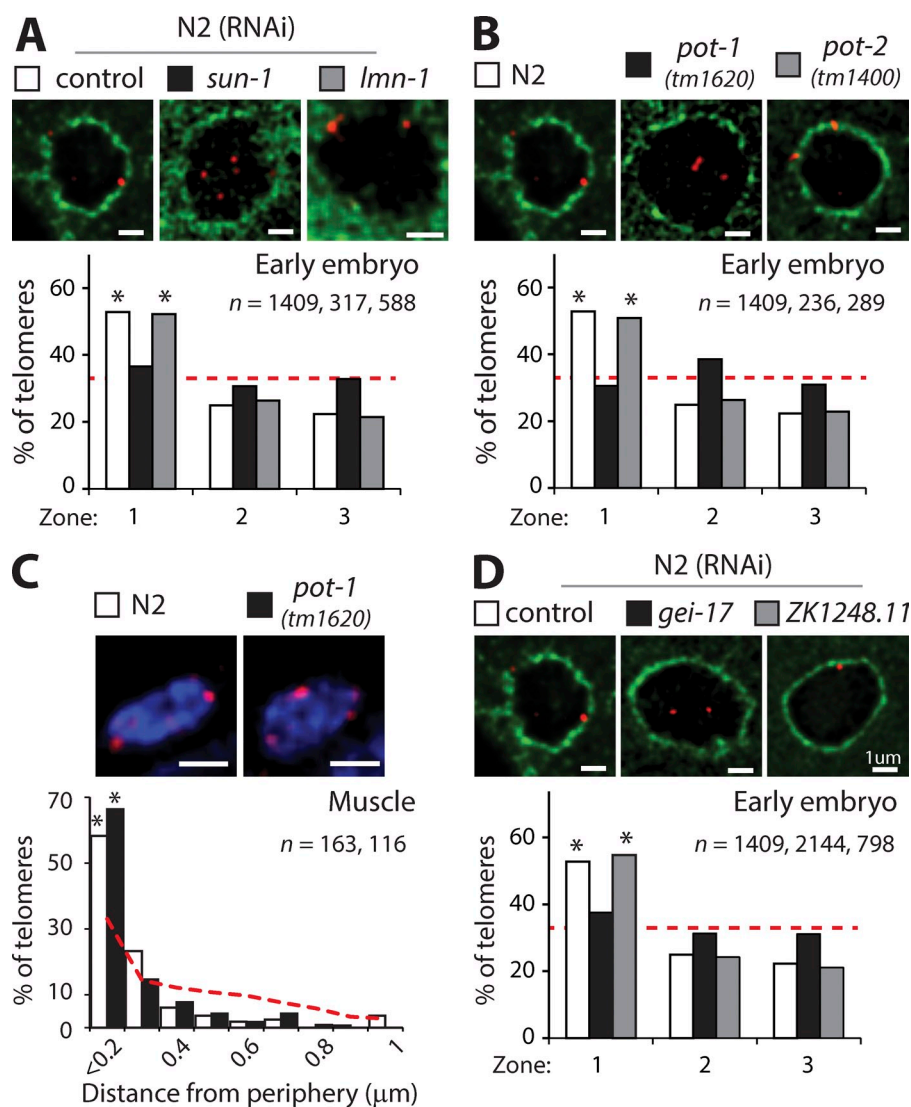 A
N2 (RNAi)
control sun-1 lmn-1
Early embryo
n = 1409, 317, 588
% of telomeres
60
40
20
0
Zone: 1 2 3
* *
B
N2 pot-1 (tm1620) pot-2 (tm1400)
Early embryo
n = 1409, 236, 289
% of telomeres
60
40
20
0
Zone: 1 2 3
* *
C
N2 pot-1 (tm1620)
Muscle
n = 163, 116
% of telomeres
70
50
30
10
0
* *
<0.2 0.4 0.6 0.8 1
Distance from periphery (μm)
D
N2 (RNAi)
control gei-17 ZK1248.11
1um
Early embryo
n = 1409, 2144, 798
% of telomeres
60
40
20
0
Zone: 1 2 3
* *